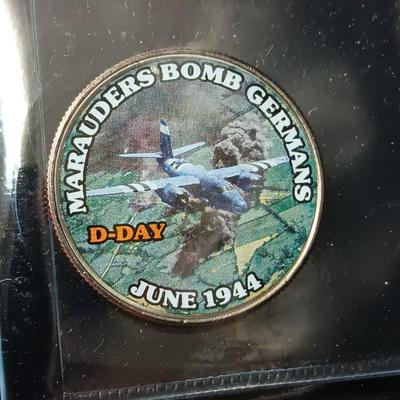 MARAUDERS BOMB GERMANS
D-DAY
JUNE 1944